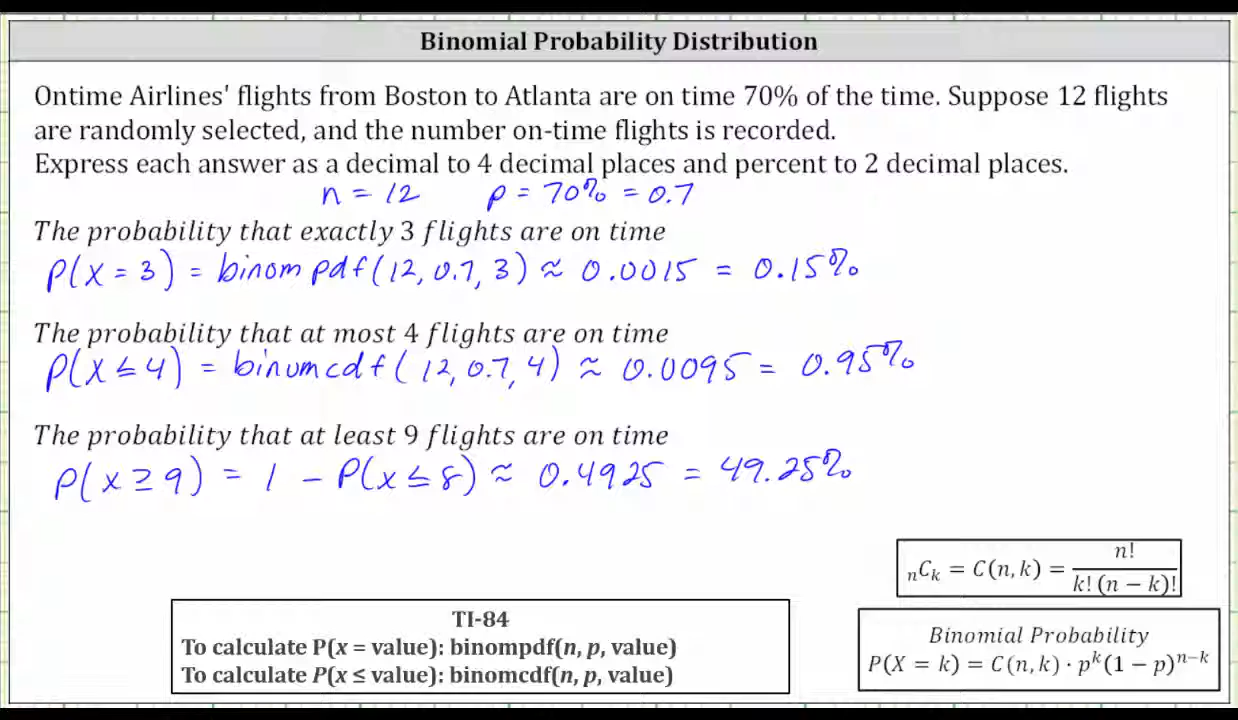 Binomial Probability Distribution
Ontime Airlines' flights from Boston to Atlanta are on time 70% of the time. Suppose 12 flights
are randomly selected, and the number on-time flights is recorded.
Express each answer as a decimal to 4 decimal places and percent to 2 decimal places.
n = 12 p = 70% = 0.7
The probability that exactly 3 flights are on time
P(X = 3) = binompdf(12, 0.7, 3) ≈ 0.0015 = 0.15%
The probability that at most 4 flights are on time
P(X ≤ 4) = binomcdf(12, 0.7, 4) ≈ 0.0095 = 0.95%
The probability that at least 9 flights are on time
P(X ≥ 9) = 1 − P(X ≤ 8) ≈ 0.4925 = 49.25%
nCk = C(n, k) = n! / k! (n − k)!
TI-84
To calculate P(x = value): binompdf(n, p, value)
To calculate P(x ≤ value): binomcdf(n, p, value)
Binomial Probability
P(X = k) = C(n, k) · p^k(1 − p)^n−k